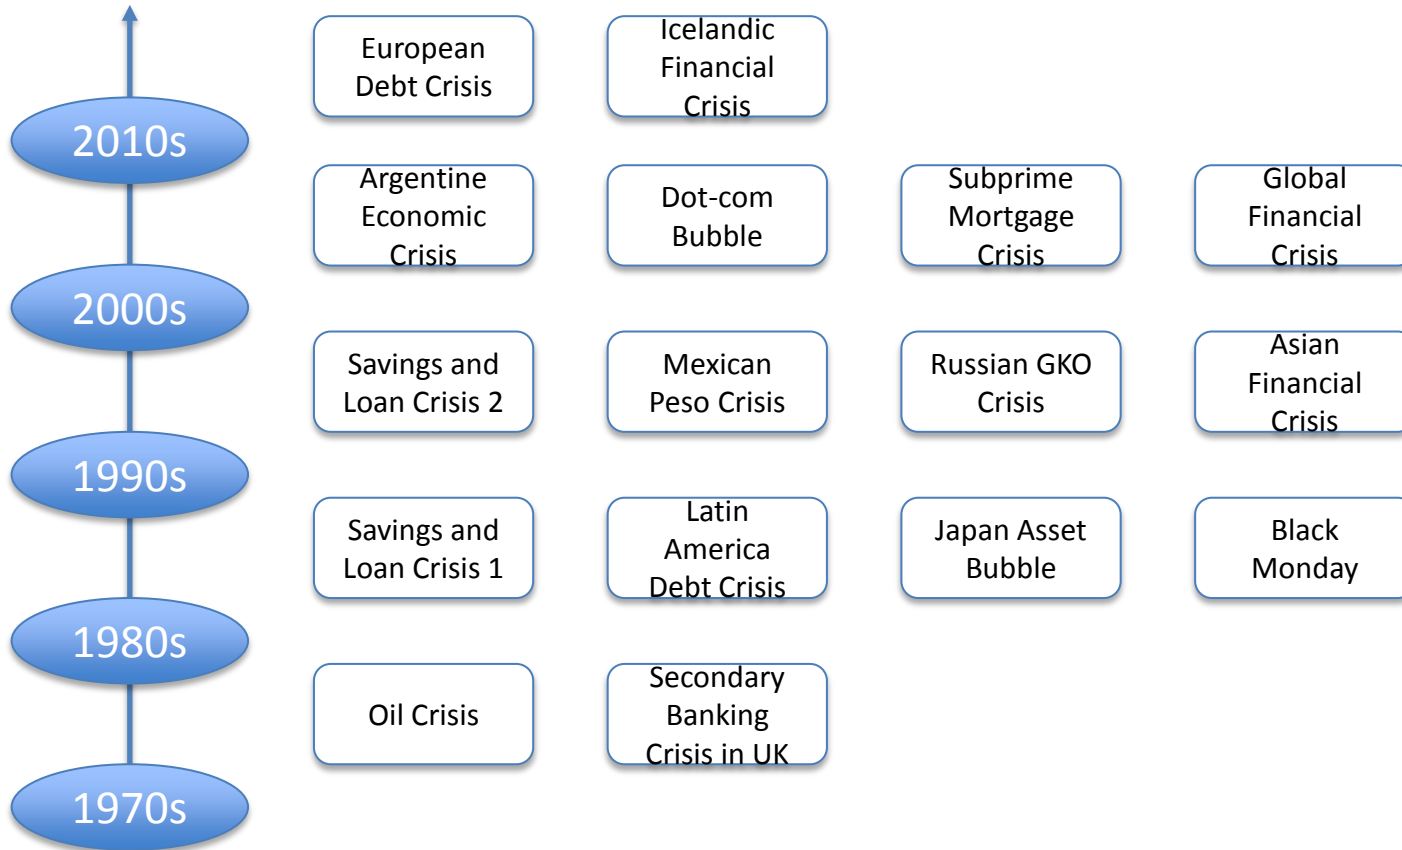 European
Debt Crisis
Icelandic
Financial
Crisis
2010s
Argentine
Economic
Crisis
Dot-com
Bubble
Subprime
Mortgage
Crisis
Global
Financial
Crisis
2000s
Savings and
Loan Crisis 2
Mexican
Peso Crisis
Russian GKO
Crisis
Asian
Financial
Crisis
1990s
Savings and
Loan Crisis 1
Latin
America
Debt Crisis
Japan Asset
Bubble
Black
Monday
1980s
Oil Crisis
Secondary
Banking
Crisis in UK
1970s